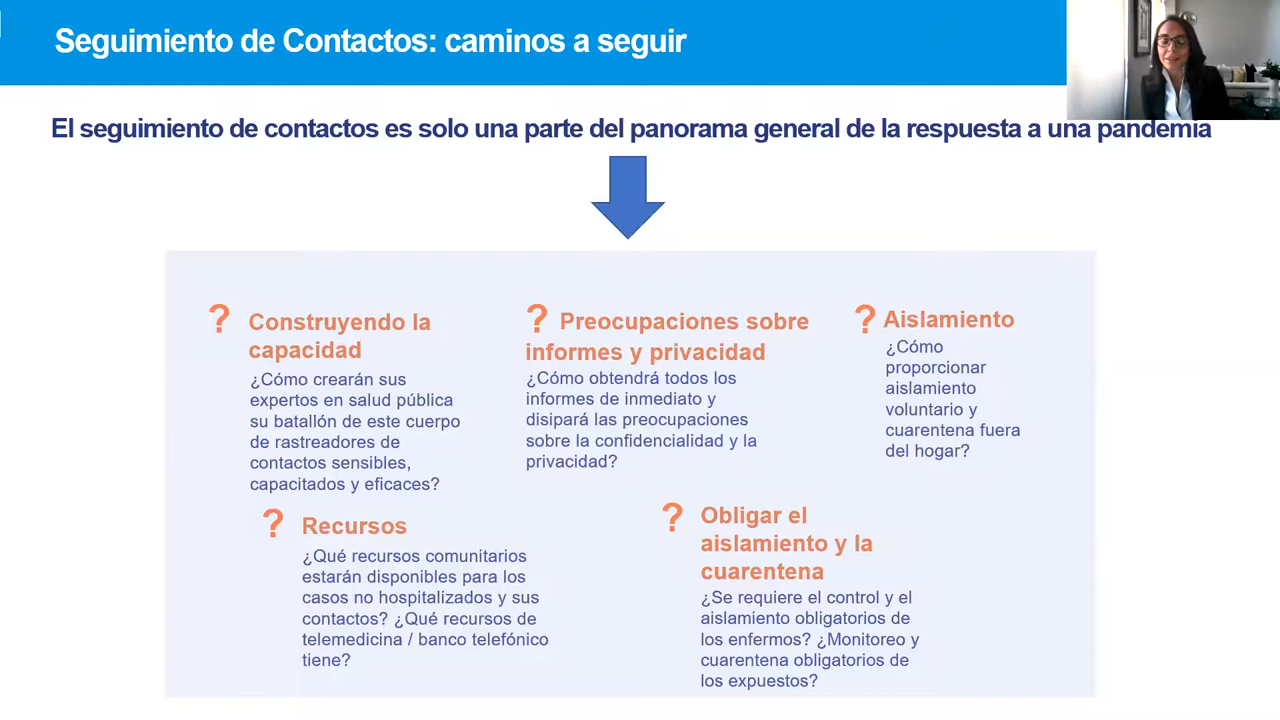 Seguimiento de Contactos: caminos a seguir
El seguimiento de contactos es solo una parte del panorama general de la respuesta a una pandemia
? Construyendo la
capacidad
¿Cómo crearán sus
expertos en salud pública
su batallón de este cuerpo
de rastreadores de
contactos sensibles,
capacitados y eficaces?
? Preocupaciones sobre
informes y privacidad
¿Cómo obtendrá todos los
informes de inmediato y
disipará las preocupaciones
sobre la confidencialidad y la
privacidad?
? Aislamiento
¿Cómo
proporcionar
aislamiento
voluntario y
cuarentena fuera
del hogar?
? Recursos
¿Qué recursos comunitarios
estarán disponibles para los
casos no hospitalizados y sus
contactos? ¿Qué recursos de
telemedicina / banco telefónico
tiene?
? Obligar el
aislamiento y la
cuarentena
¿Se requiere el control y el
aislamiento obligatorios de
los enfermos? ¿Monitoreo y
cuarentena obligatorios de
los expuestos?